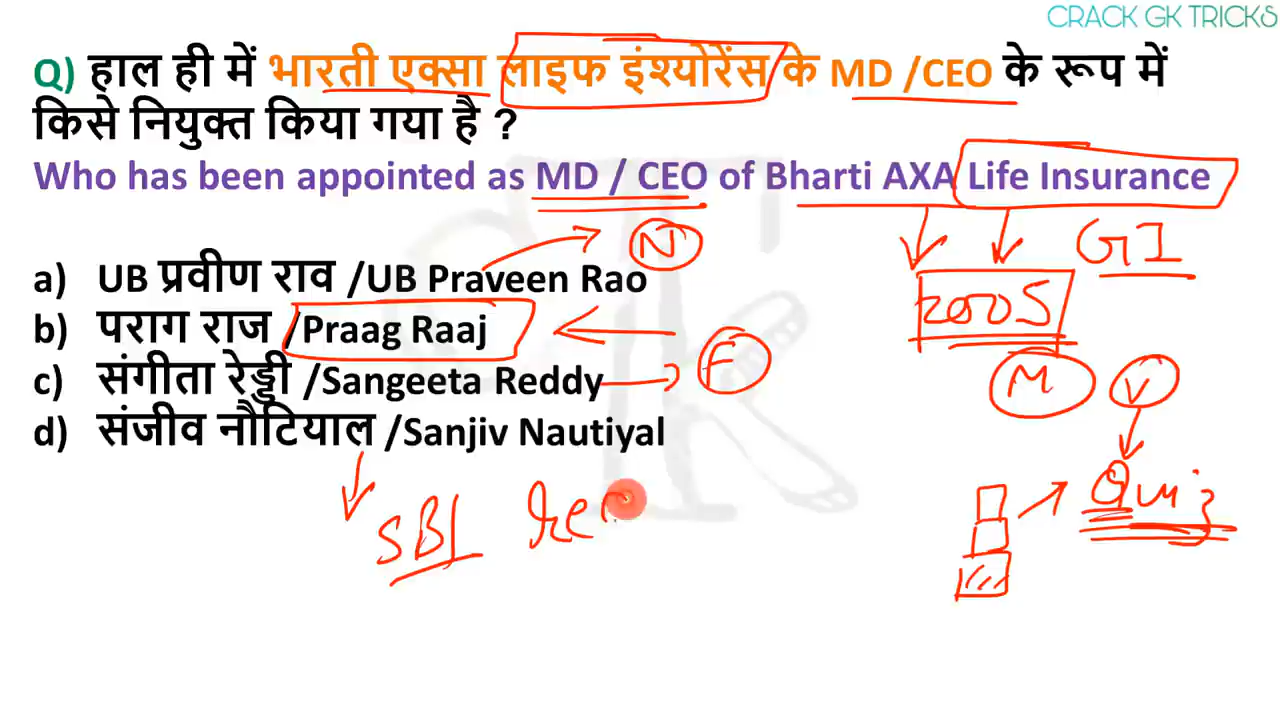 CRACK GK TRICKS
Q) हाल ही में भारती एक्सा लाइफ इंश्योरेंस के MD /CEO के रूप में
किसे नियुक्त किया गया है ?
Who has been appointed as MD / CEO of Bharti AXA Life Insurance
N
GI
a) UB प्रवीण राव /UB Praveen Rao
b) पराग राज /Praag Raaj
2005
F
c) संगीता रेड्डी /Sangeeta Reddy
M
V
d) संजीव नौटियाल /Sanjiv Nautiyal
Quiz
SBI